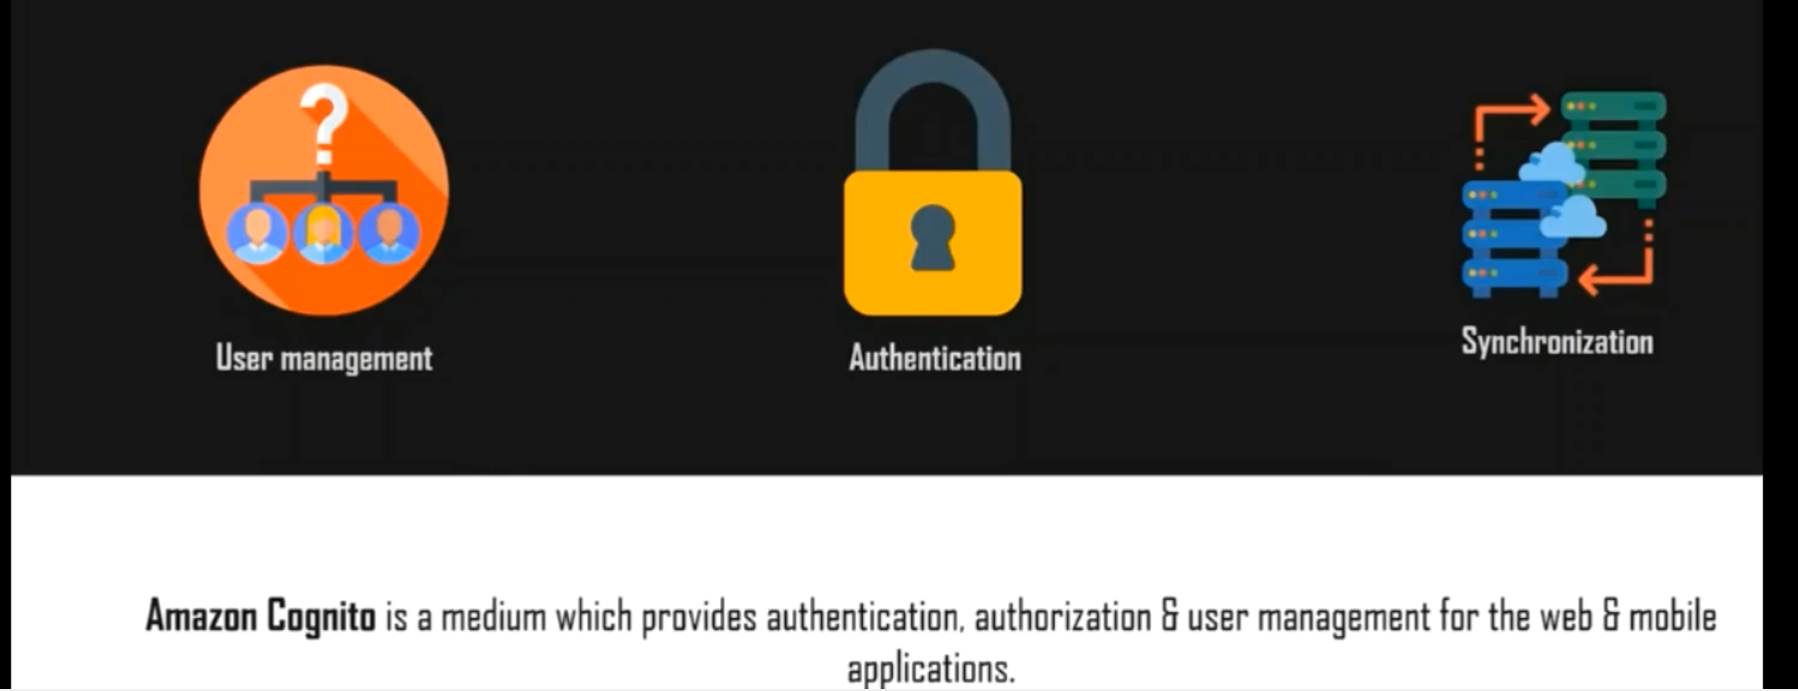 User management
Authentication
Synchronization
Amazon Cognito is a medium which provides authentication, authorization & user management for the web & mobile
applications.